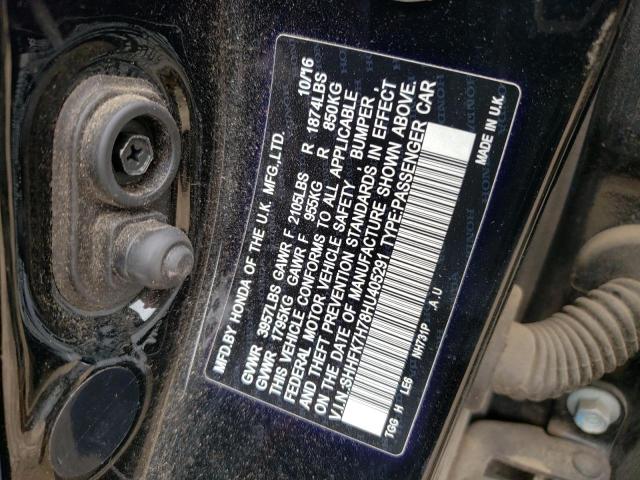 MFD.BY HONDA OF THE U.K. MFG.,LTD. 10/16
GVWR 3957LBS GAWR F 2105LBS R 1874LBS
GVWR 1795KG GAWR F 955KG R 850KG
THIS VEHICLE CONFORMS TO ALL APPLICABLE
FEDERAL MOTOR VEHICLE SAFETY , BUMPER ,
AND THEFT PREVENTION STANDARDS IN EFFECT
ON THE DATE OF MANUFACTURE SHOWN ABOVE.
V.I.N.:SHHFK7H78HU405291 TYPE:PASSENGER CAR
NH731P .A.U MADE IN U.K.
TGG H LE6